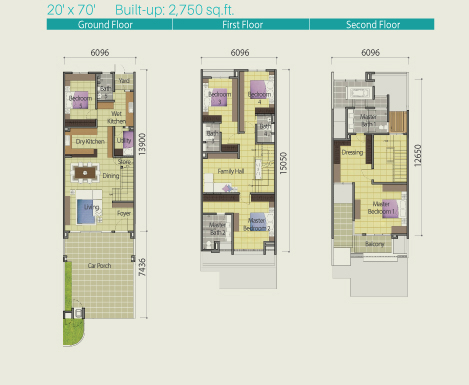 20' x 70' Built-up: 2,750 sq.ft.
Ground Floor First Floor Second Floor
6096
Yard
Bath
Bedroom
Wet
Kitchen
Dry Kitchen
Utility
Store
Dining
Living
Foyer
Car Porch
13900
7436
6096
Bedroom
3
Bedroom
4
Bath
3
Bath
4
Family Hall
Master
Bath 2
Master
Bedroom 2
15050
6096
Master
Bath 1
Dressing
Master
Bedroom 1
Balcony
12650